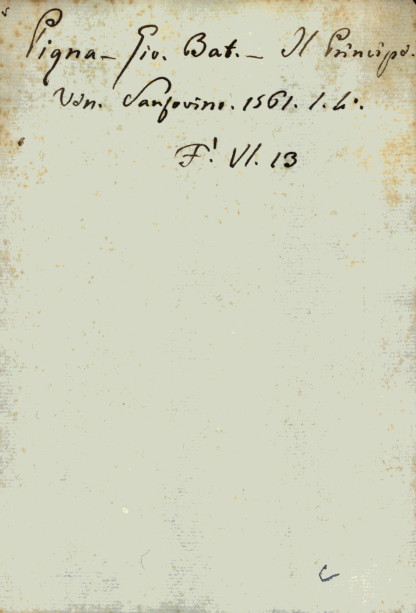 Pigna - Gio. Bat. - Il Principe.
Ven. Sansovino. 1561. 1. 4°.
F! VI. 13